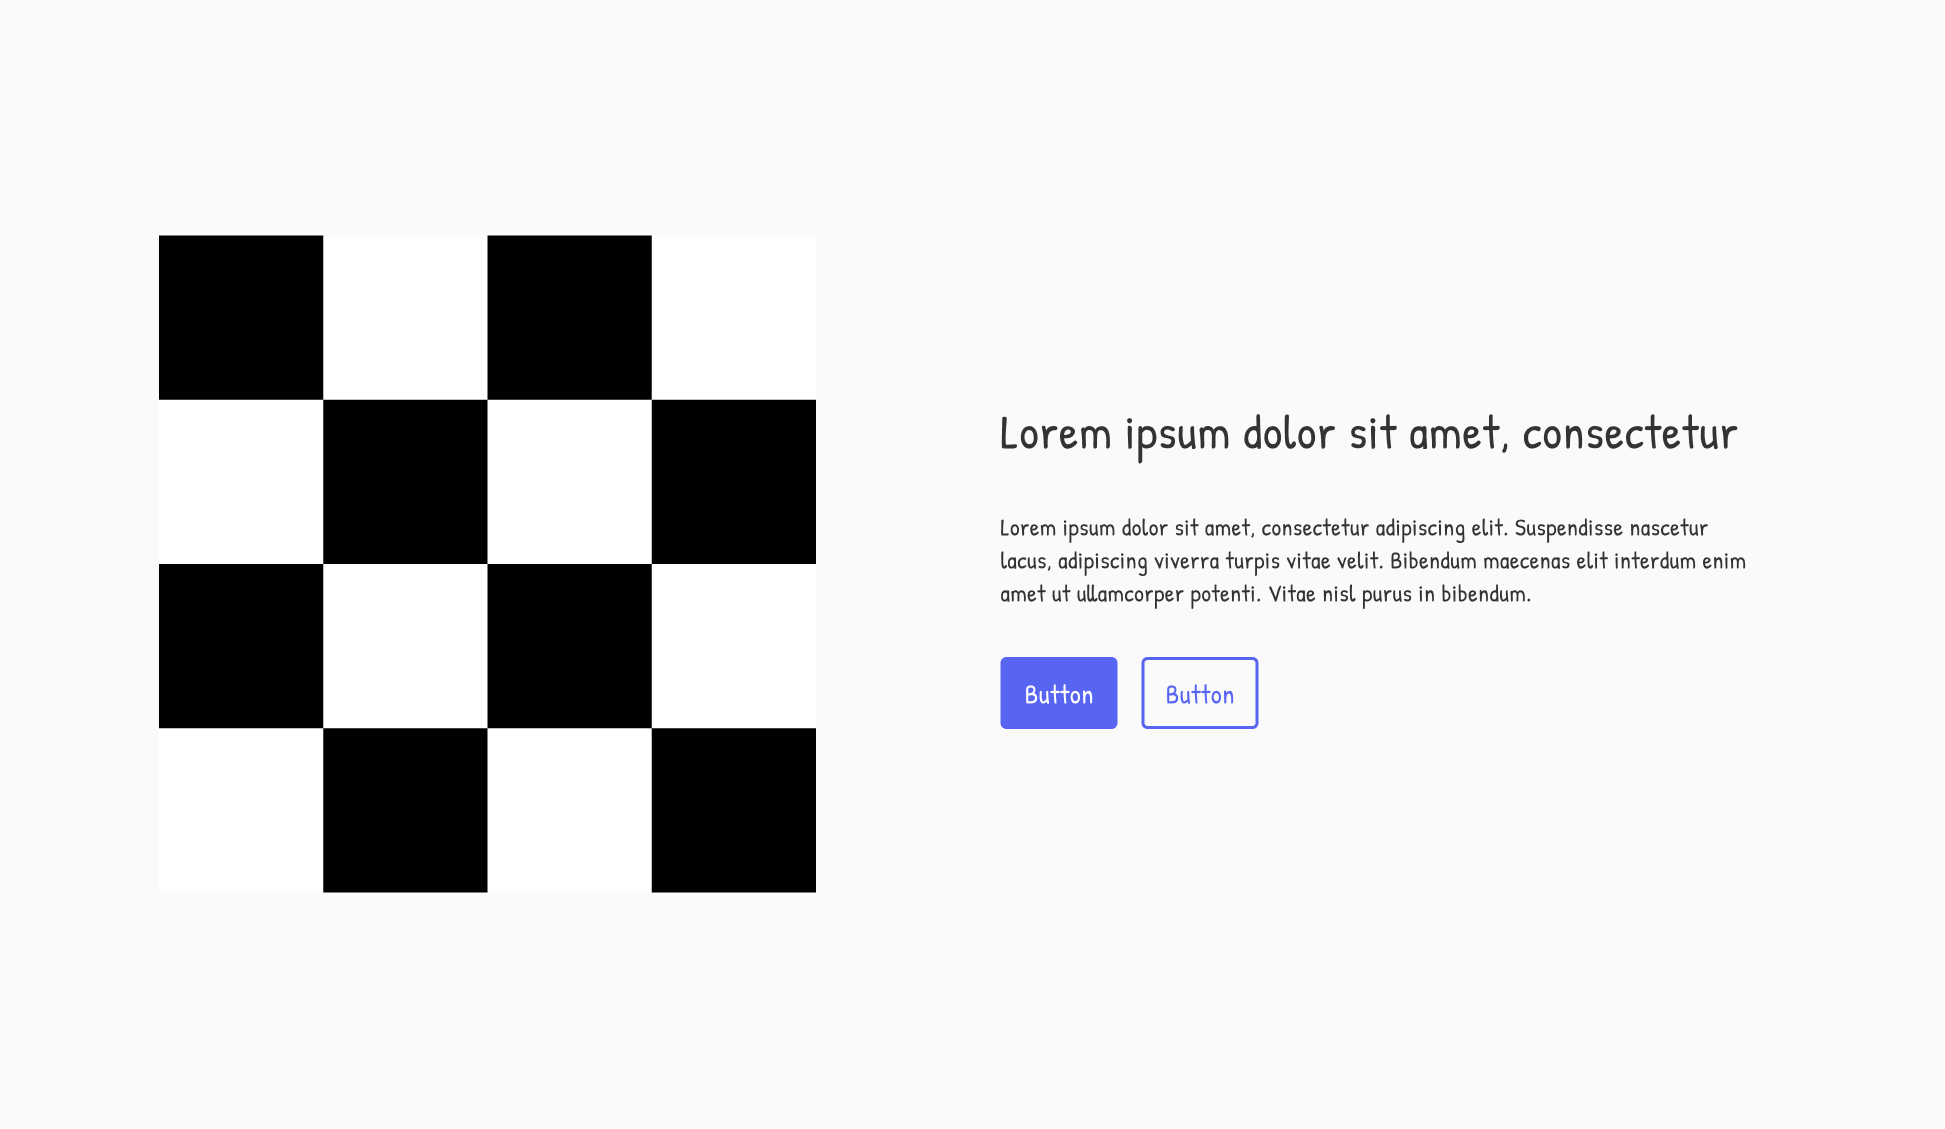 Lorem ipsum dolor sit amet, consectetur
Lorem ipsum dolor sit amet, consectetur adipiscing elit. Suspendisse nascetur
lacus, adipiscing viverra turpis vitae velit. Bibendum maecenas elit interdum enim
amet ut ullamcorper potenti. Vitae nisl purus in bibendum.
Button Button